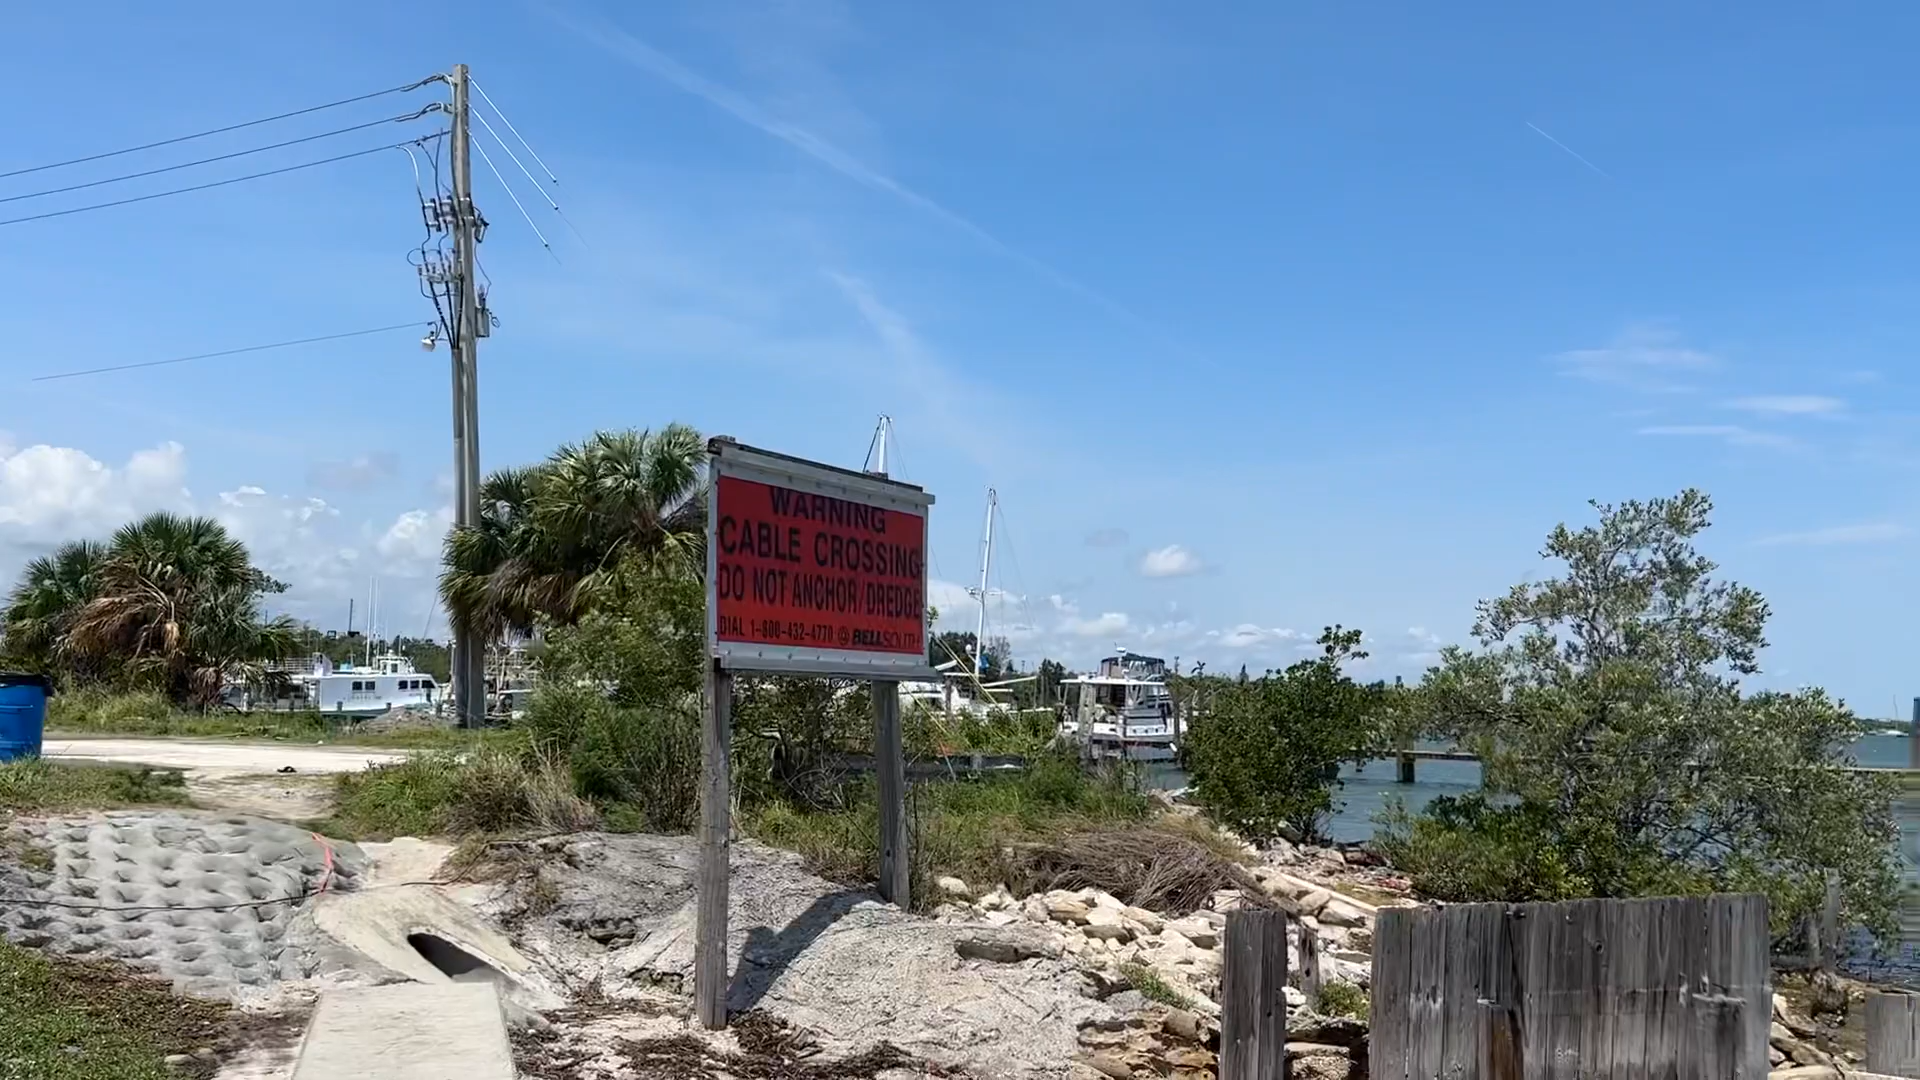 WARNING
CABLE CROSSING
DO NOT ANCHOR/DREDGE
DIAL 1-800-432-4770 @ BELLSOUTH